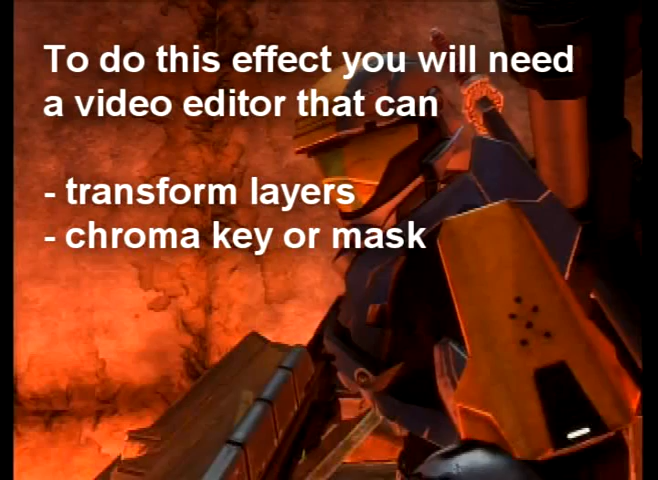 To do this effect you will need
a video editor that can
- transform layers
- chroma key or mask